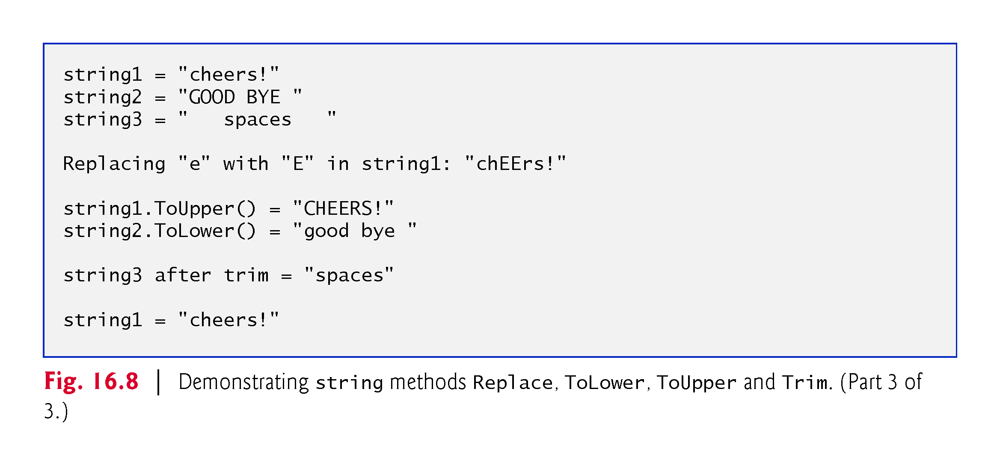 string1 = "cheers!"
string2 = "GOOD BYE "
string3 = "   spaces   "
Replacing "e" with "E" in string1: "chEErs!"
string1.ToUpper() = "CHEERS!"
string2.ToLower() = "good bye "
string3 after trim = "spaces"
string1 = "cheers!"
Fig. 16.8 | Demonstrating string methods Replace, ToLower, ToUpper and Trim. (Part 3 of
3.)